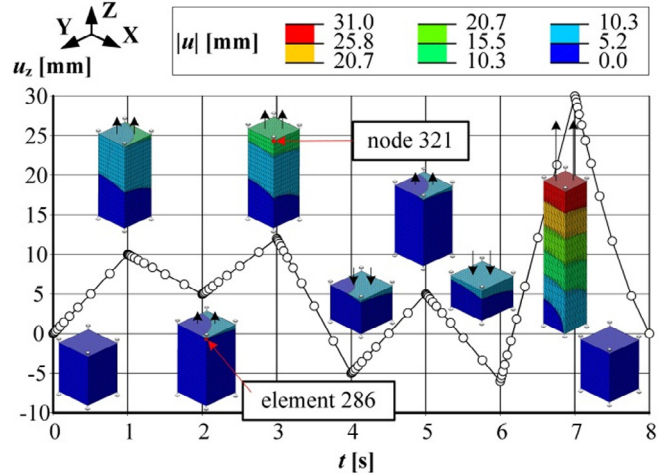 Z
Y
X
|u| [mm]
31.0
25.8
20.7
20.7
15.5
10.3
10.3
5.2
0.0
u_z [mm]
30
25
20
15
10
5
0
-5
-10
node 321
element 286
0 1 2 3 4 5 6 7 8
t [s]